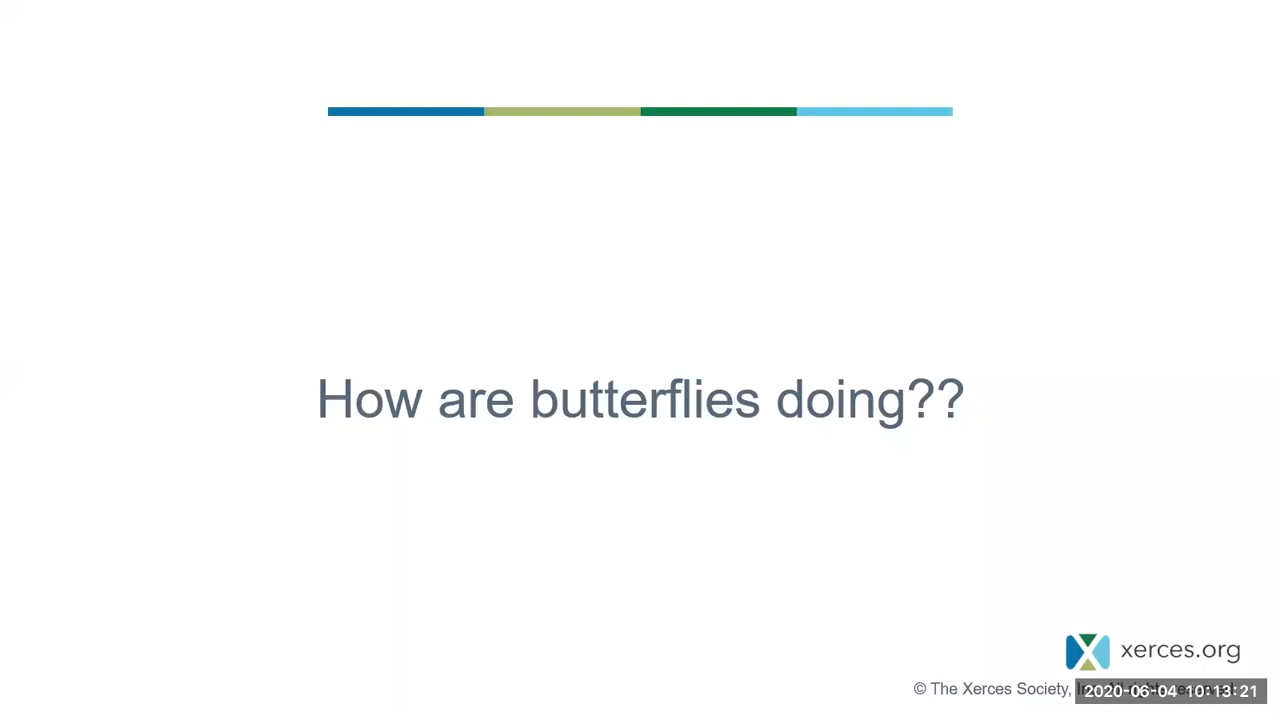 How are butterflies doing??
xerces.org
© The Xerces Society,
2020-06-04 10:13:21